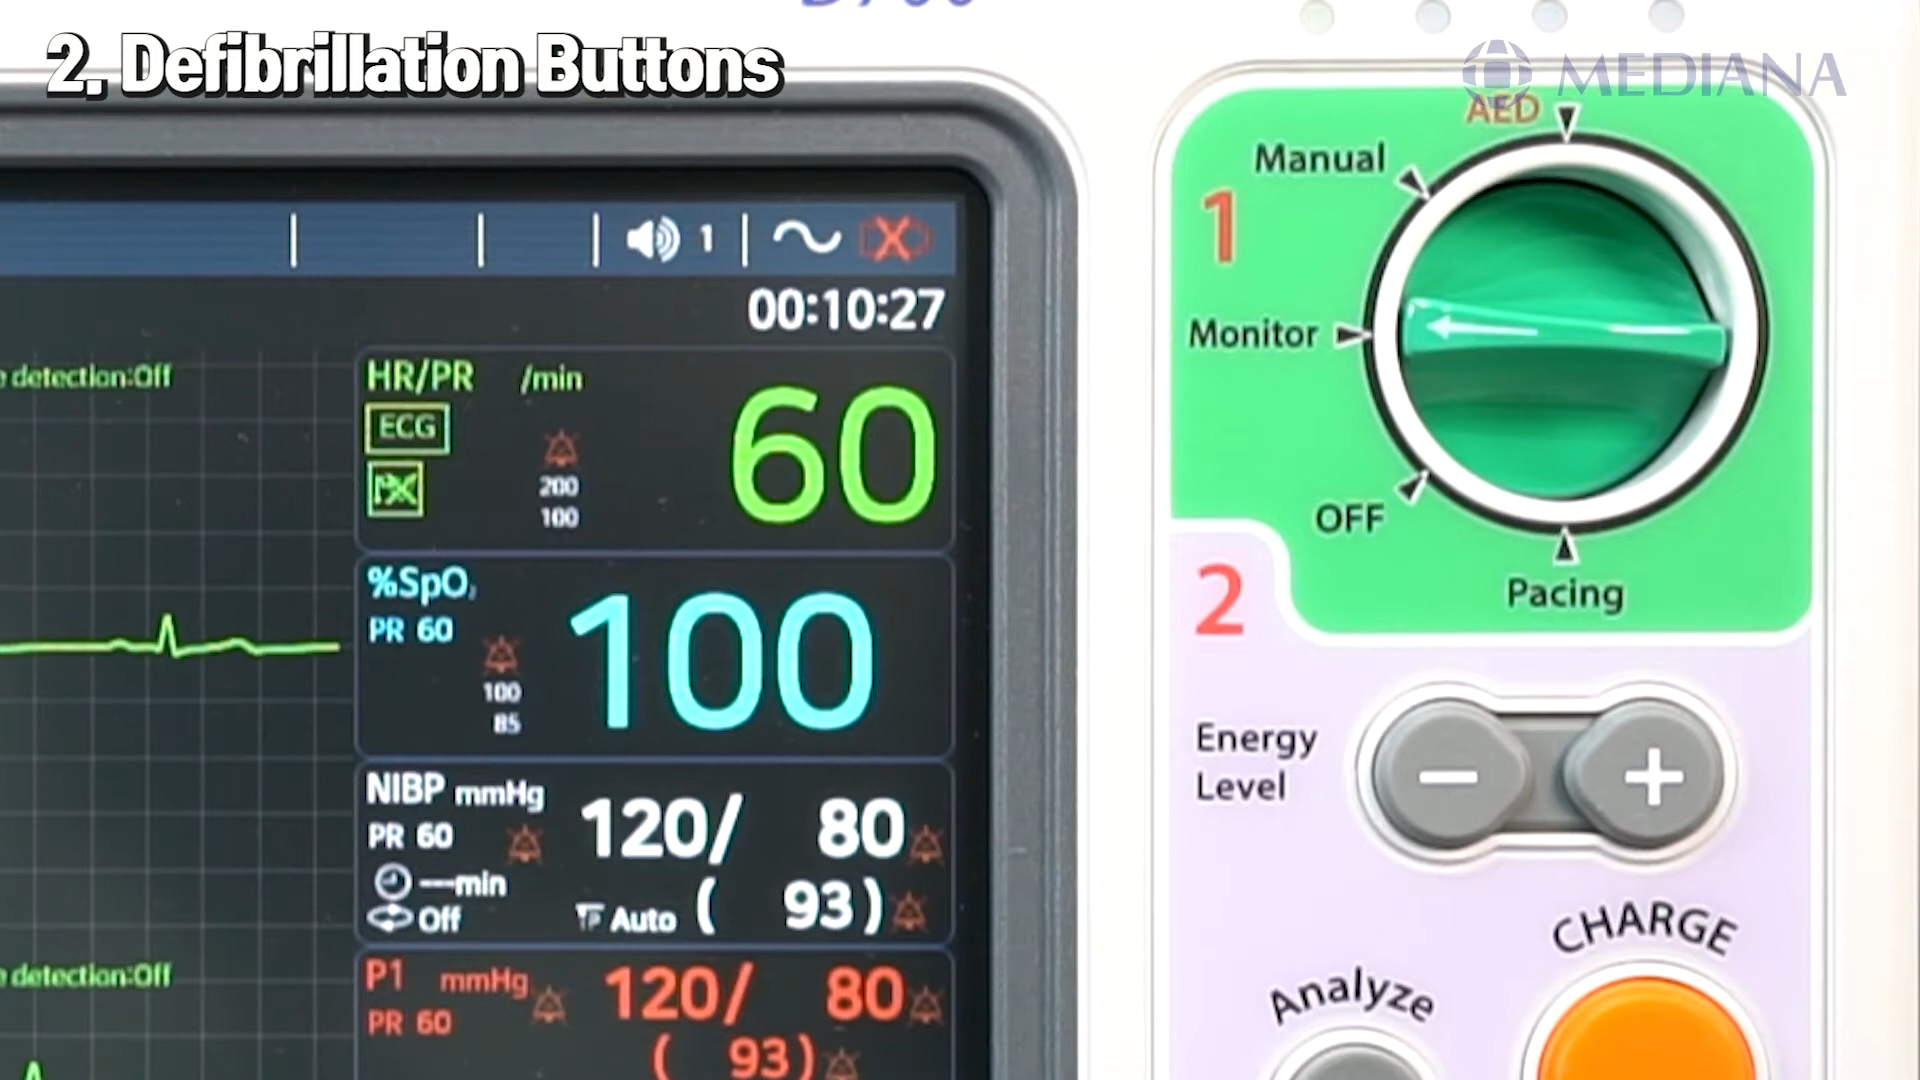 2, Defibrillation Buttons
MEDIANA
1
00:10:27
detection:Off
HR/PR /min
ECG
200
100
60
%SpO2
PR 60
100
85
100
NIBP mmHg
PR 60
120/ 80
---min
Off
Auto ( 93 )
detection:Off
P1 mmHg
PR 60
120/ 80
( 93 )
AED
Manual
1
Monitor
OFF
Pacing
2
Energy
Level
− +
CHARGE
Analyze